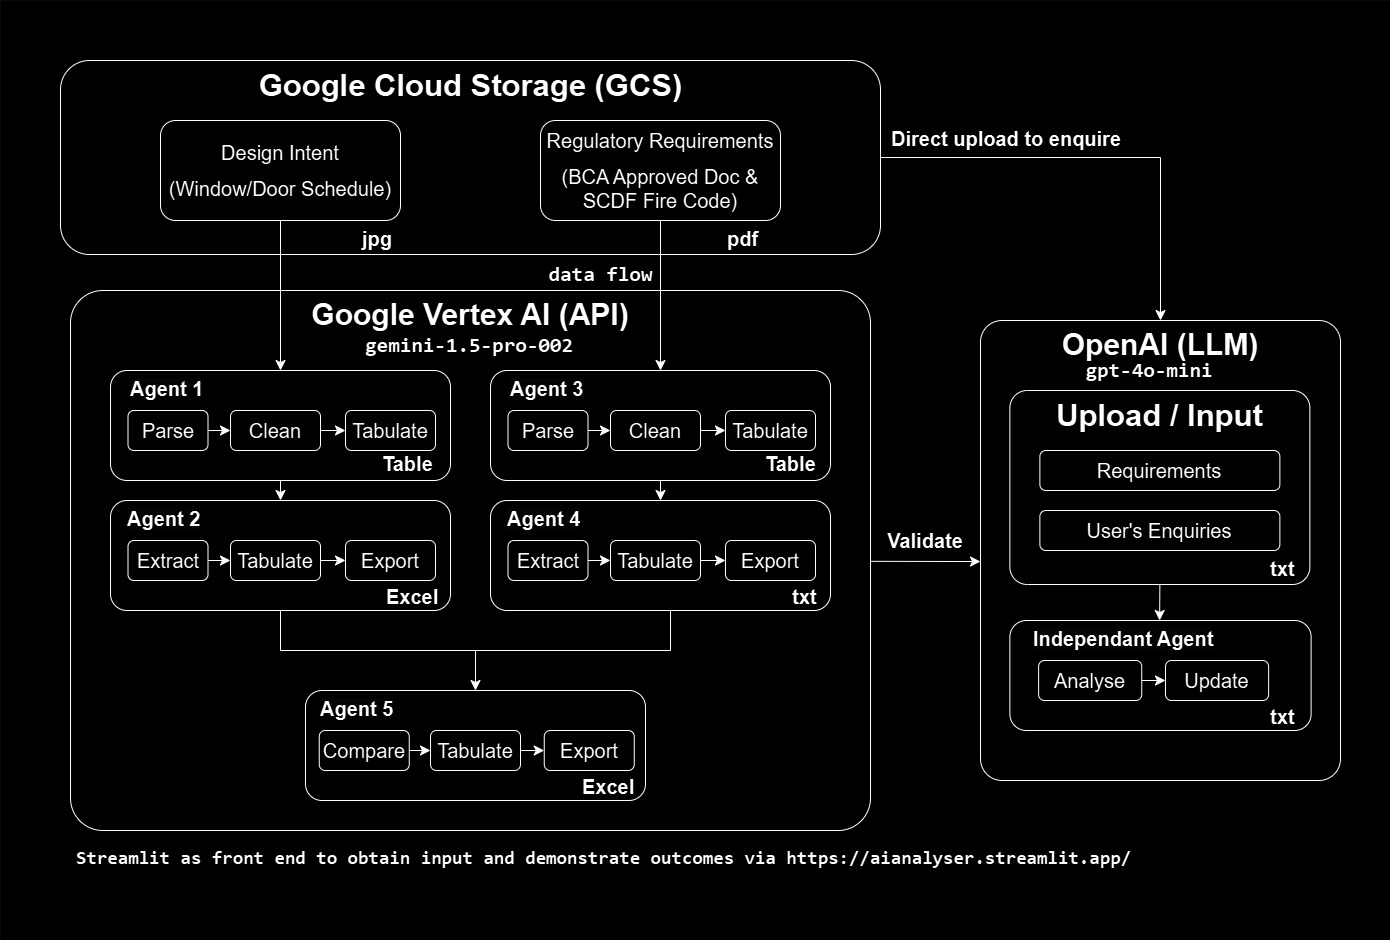 Google Cloud Storage (GCS)
Design Intent
(Window/Door Schedule)
jpg
Regulatory Requirements
(BCA Approved Doc &
SCDF Fire Code)
pdf
Direct upload to enquire
data flow
Google Vertex AI (API)
gemini-1.5-pro-002
Agent 1
Parse
Clean
Tabulate
Table
Agent 3
Parse
Clean
Tabulate
Table
Agent 2
Extract
Tabulate
Export
Excel
Agent 4
Extract
Tabulate
Export
txt
Agent 5
Compare
Tabulate
Export
Excel
Validate
OpenAI (LLM)
gpt-4o-mini
Upload / Input
Requirements
User's Enquiries
txt
Independant Agent
Analyse
Update
txt
Streamlit as front end to obtain input and demonstrate outcomes via https://aianalyser.streamlit.app/